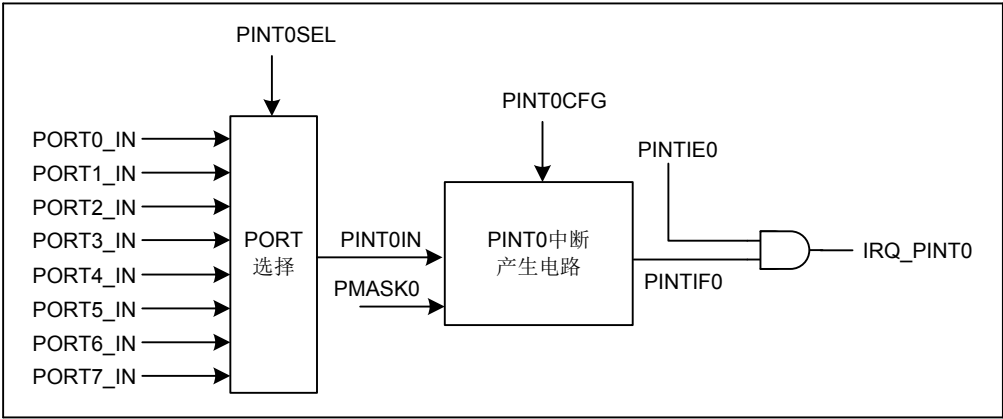 PINT0SEL
PINT0CFG
PINTIE0
PORT0_IN
PORT1_IN
PORT2_IN
PORT3_IN
PORT4_IN
PORT5_IN
PORT6_IN
PORT7_IN
PORT
选择
PINT0IN
PMASK0
PINT0中断
产生电路
PINTIF0
IRQ_PINT0